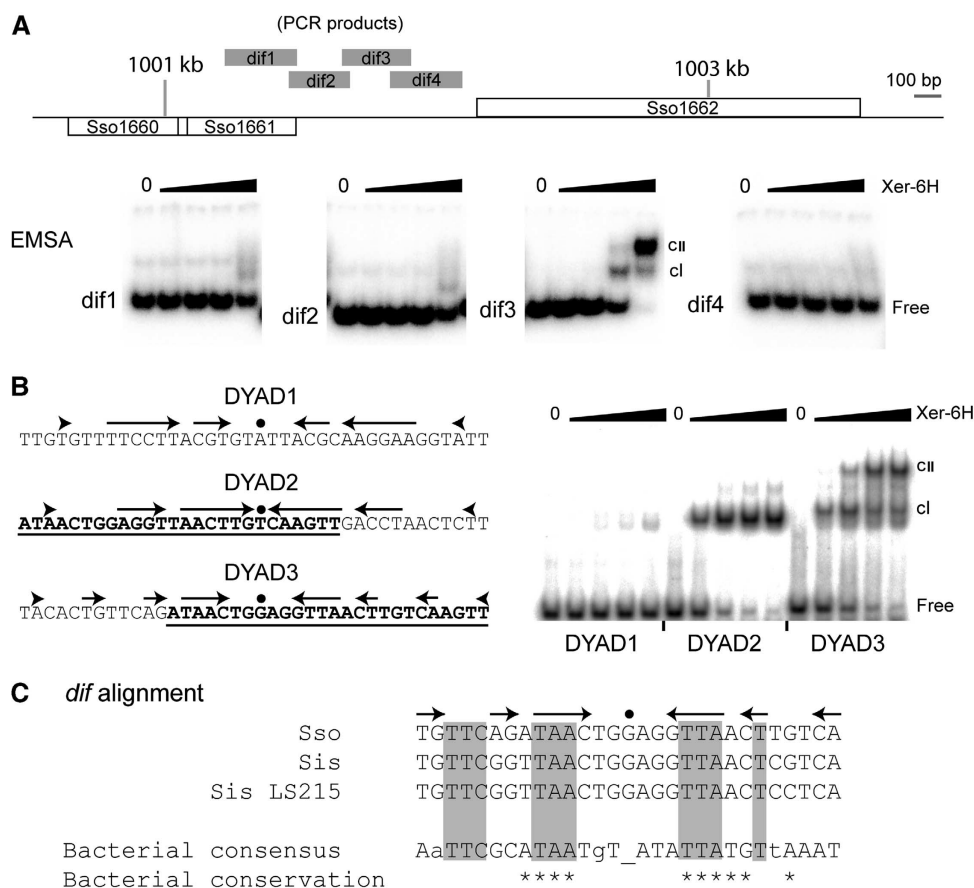 A
(PCR products)
dif1 dif3
1001 kb dif2 dif4 1003 kb
100 bp
Sso1662
Sso1660 Sso1661
0 0 0 0 Xer-6H
EMSA
cII
cI
dif1 dif2 dif3 dif4 Free
B
DYAD1
TTGTGTTTTCCTTACGTGTATTACGCAAGGAAGGTATT
DYAD2
ATAACTGGAGGTTAACTTGTCAAGTTGACCTAACTCTT
DYAD3
TACACTGTTCAGATAACTGGAGGTTAACTTGTCAAGTT
0 0 0 Xer-6H
cII
cI
Free
DYAD1 DYAD2 DYAD3
C dif alignment
Sso TGTTCAGATAACTGGAGGTTAACTTGTCA
Sis TGTTCGGTTAACTGGAGGTTAACTCGTCA
Sis LS215 TGTTCGGTTAACTGGAGGTTAACTCCTCA
Bacterial consensus AaTTCGCATAATgT_ATATTATGTtAAAT
Bacterial conservation **** ***** *